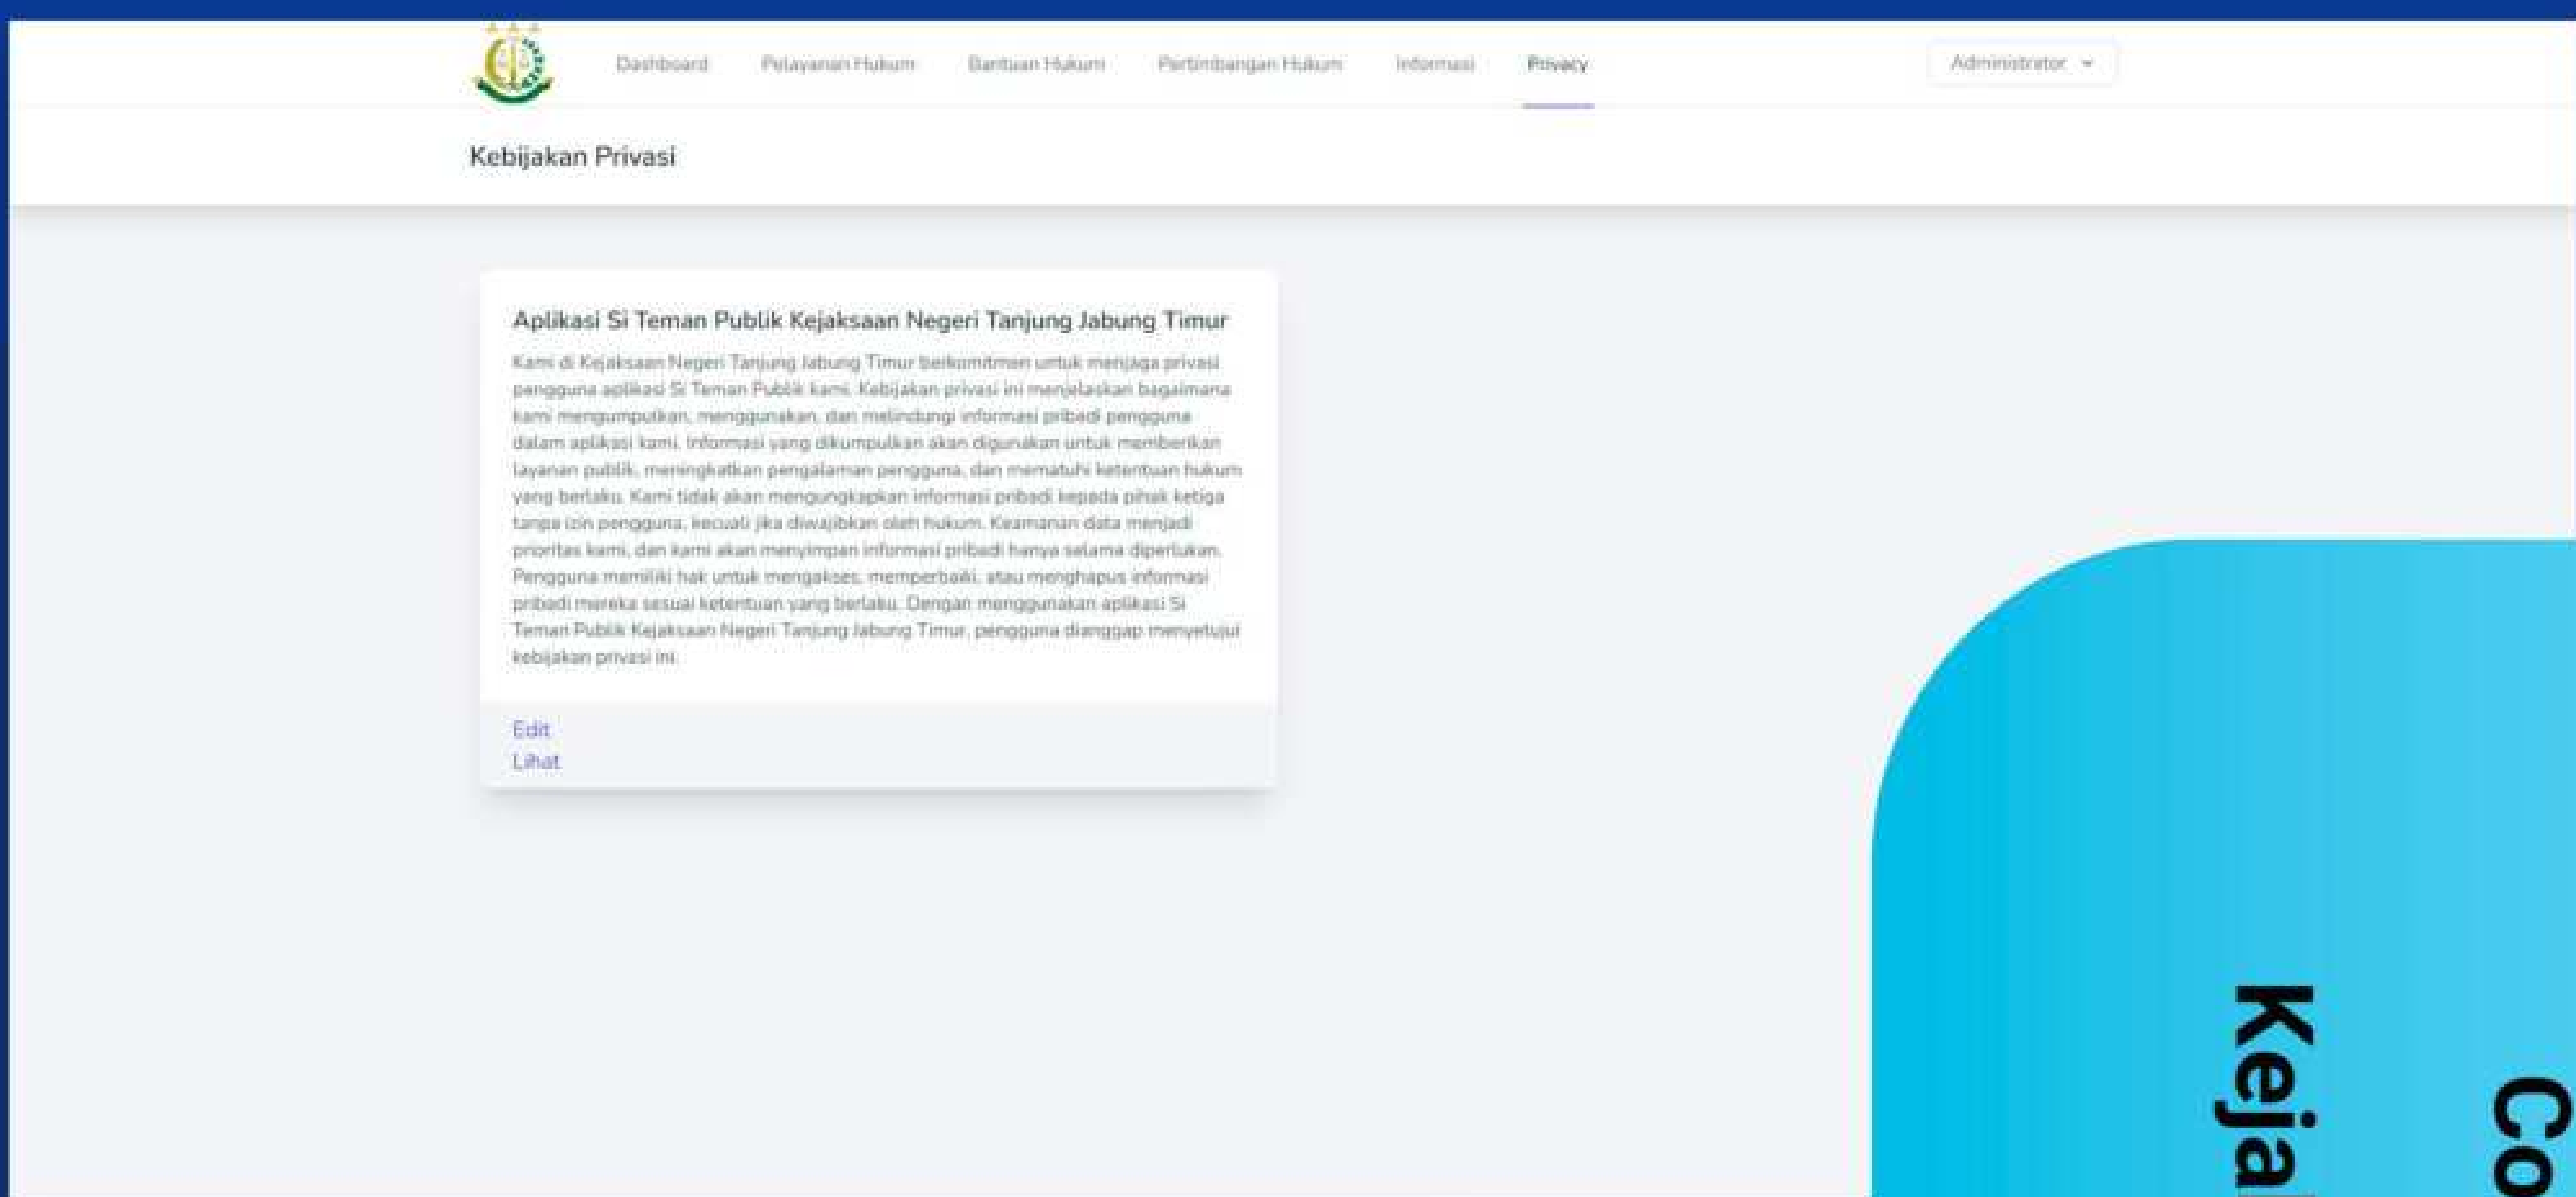 Dashboard Pelayanan Hukum Bantuan Hukum Pertimbangan Hukum Informasi Privacy Administrator
Kebijakan Privasi
Aplikasi Si Teman Publik Kejaksaan Negeri Tanjung Jabung Timur
Kami di Kejaksaan Negeri Tanjung Jabung Timur berkomitmen untuk menjaga privasi
pengguna aplikasi Si Teman Publik kami. Kebijakan privasi ini menjelaskan bagaimana
kami mengumpulkan, menggunakan, dan melindungi informasi pribadi pengguna
dalam aplikasi kami. Informasi yang dikumpulkan akan digunakan untuk memberikan
layanan publik, meningkatkan pengalaman pengguna, dan mematuhi ketentuan hukum
yang berlaku. Kami tidak akan mengungkapkan informasi pribadi kepada pihak ketiga
tanpa izin pengguna, kecuali jika diwajibkan oleh hukum. Keamanan data menjadi
prioritas kami, dan kami akan menyimpan informasi pribadi hanya selama diperlukan.
Pengguna memiliki hak untuk mengakses, memperbaiki, atau menghapus informasi
pribadi mereka sesuai ketentuan yang berlaku. Dengan menggunakan aplikasi Si
Teman Publik Kejaksaan Negeri Tanjung Jabung Timur, pengguna dianggap menyetujui
kebijakan privasi ini.
Edit
Lihat
Co
Keja